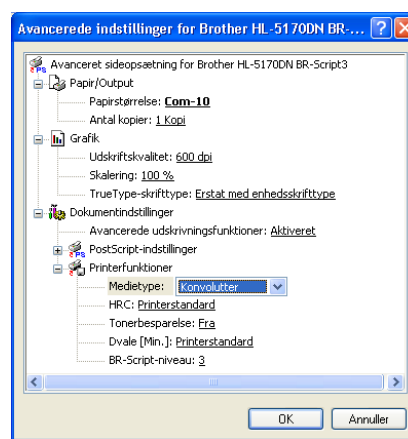 Avancerede indstillinger for Brother HL-5170DN BR-...
Avanceret sideopsætning for Brother HL-5170DN BR-Script3
Papir/Output
Papirstørrelse: Com-10
Antal kopier: 1 Kopi
Grafik
Udskriftskvalitet: 600 dpi
Skalering: 100 %
TrueType-skrifttype: Erstat med enhedsskrifttype
Dokumentindstillinger
Avancerede udskrivningsfunktioner: Aktiveret
PostScript-indstillinger
Printerfunktioner
Medietype: Konvolutter
HRC: Printerstandard
Tonerbesparelse: Fra
Dvale [Min.]: Printerstandard
BR-Script-niveau: 3
OK Annuller